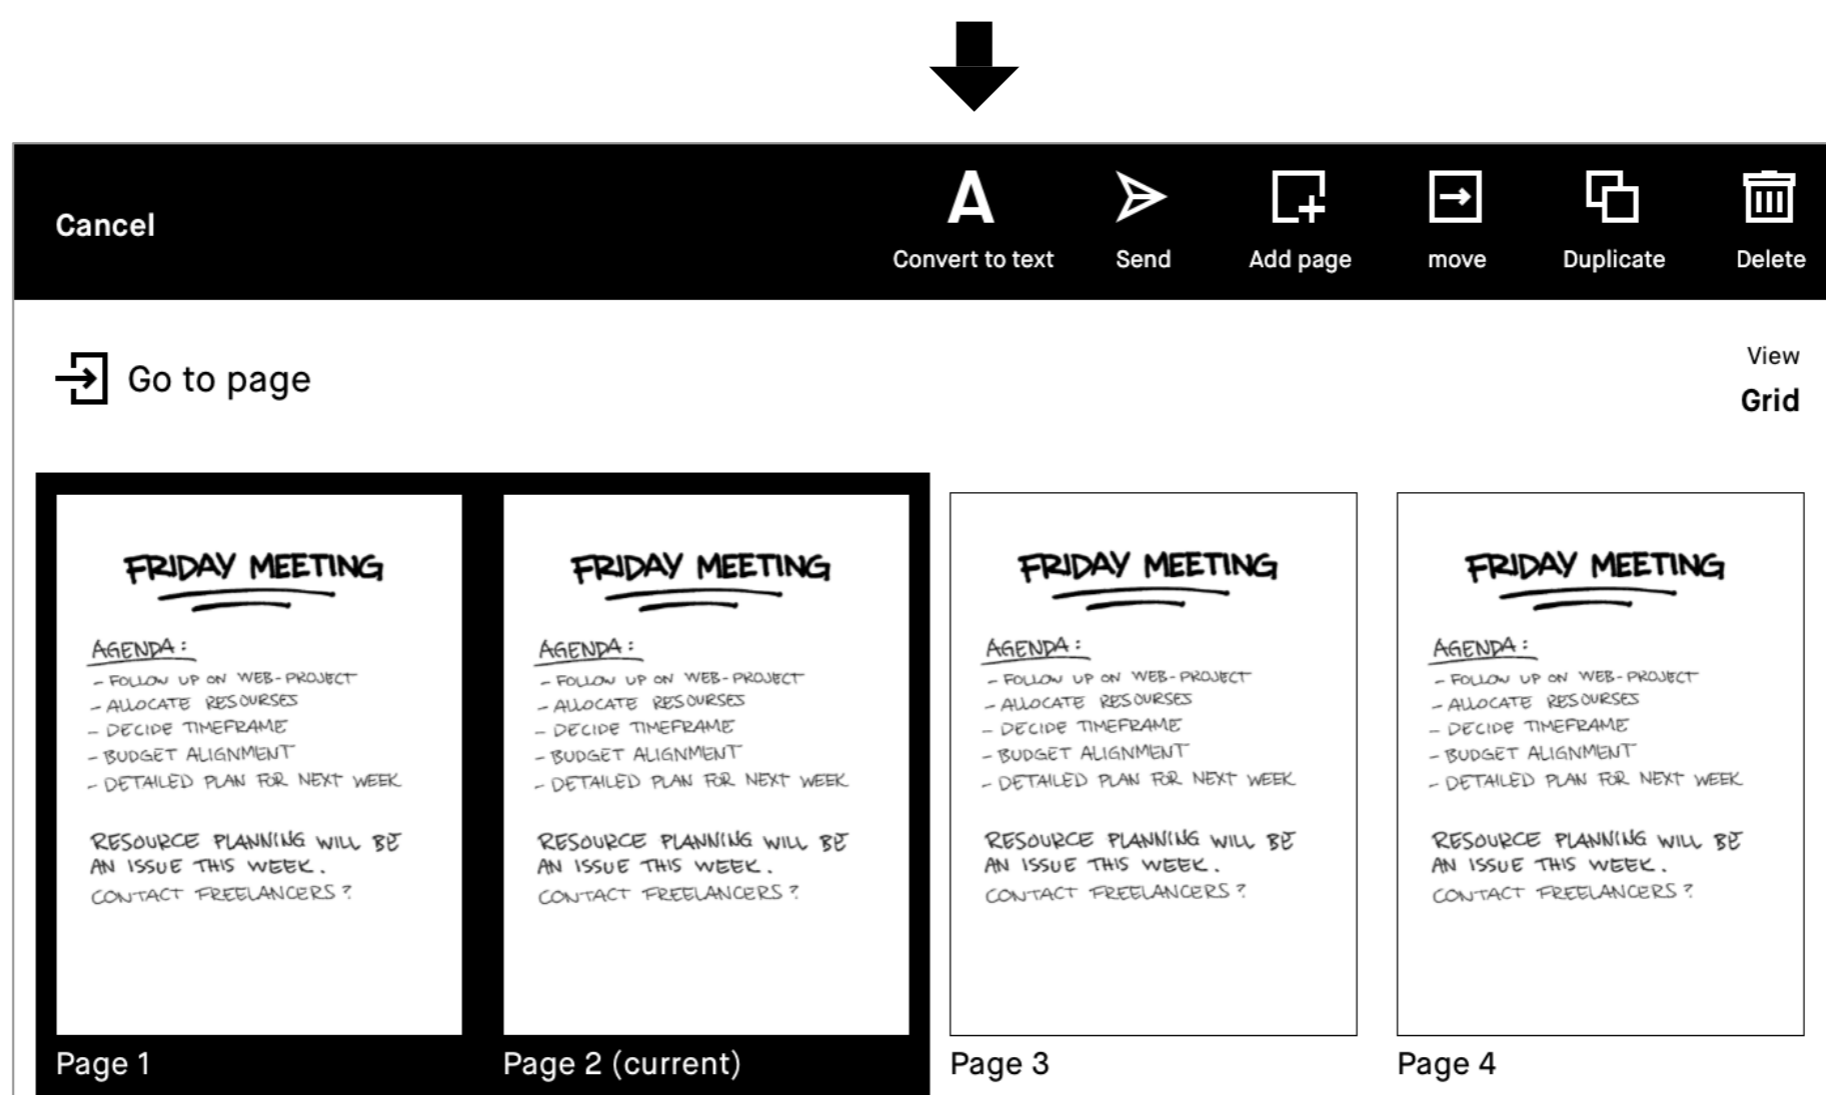 Cancel
Convert to text
Send
Add page
move
Duplicate
Delete
Go to page
View
Grid
FRIDAY MEETING
AGENDA:
- FOLLOW UP ON WEB-PROJECT
- ALLOCATE RESOURSES
- DECIDE TIMEFRAME
- BUDGET ALIGNMENT
- DETAILED PLAN FOR NEXT WEEK
RESOURCE PLANNING WILL BE
AN ISSUE THIS WEEK.
CONTACT FREELANCERS?
Page 1
FRIDAY MEETING
AGENDA:
- FOLLOW UP ON WEB-PROJECT
- ALLOCATE RESOURSES
- DECIDE TIMEFRAME
- BUDGET ALIGNMENT
- DETAILED PLAN FOR NEXT WEEK
RESOURCE PLANNING WILL BE
AN ISSUE THIS WEEK.
CONTACT FREELANCERS?
Page 2 (current)
FRIDAY MEETING
AGENDA:
- FOLLOW UP ON WEB-PROJECT
- ALLOCATE RESOURSES
- DECIDE TIMEFRAME
- BUDGET ALIGNMENT
- DETAILED PLAN FOR NEXT WEEK
RESOURCE PLANNING WILL BE
AN ISSUE THIS WEEK.
CONTACT FREELANCERS?
Page 3
FRIDAY MEETING
AGENDA:
- FOLLOW UP ON WEB-PROJECT
- ALLOCATE RESOURSES
- DECIDE TIMEFRAME
- BUDGET ALIGNMENT
- DETAILED PLAN FOR NEXT WEEK
RESOURCE PLANNING WILL BE
AN ISSUE THIS WEEK.
CONTACT FREELANCERS?
Page 4